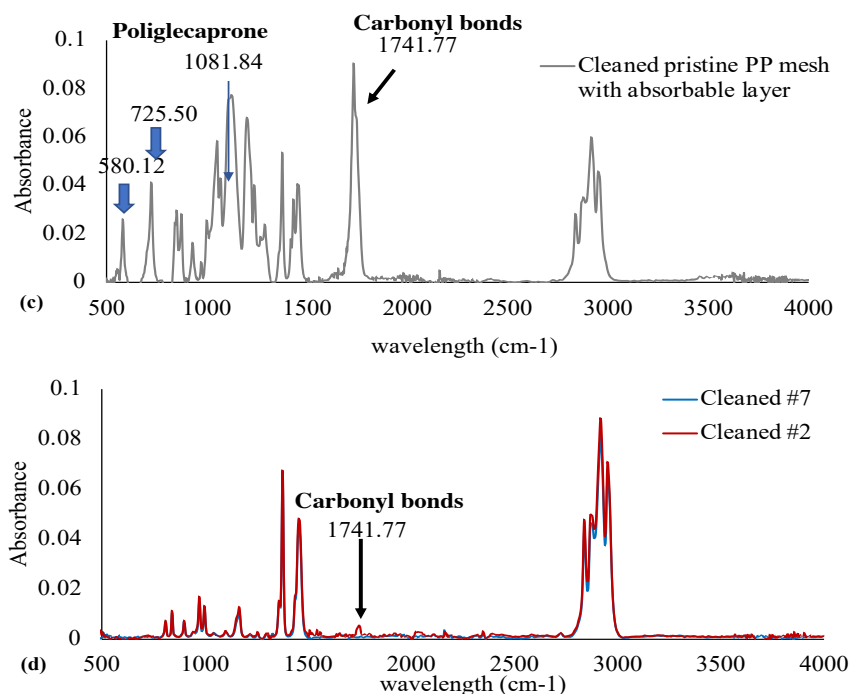 Poliglecaprone
1081.84
Carbonyl bonds
1741.77
Cleaned pristine PP mesh
with absorbable layer
725.50
580.12
Absorbance
0.1
0.08
0.06
0.04
0.02
0
(c)
500
1000
1500
2000
2500
3000
3500
4000
wavelength (cm-1)
Cleaned #7
Cleaned #2
Carbonyl bonds
1741.77
Absorbance
0.1
0.08
0.06
0.04
0.02
0
(d)
500
1000
1500
2000
2500
3000
3500
4000
wavelength (cm-1)